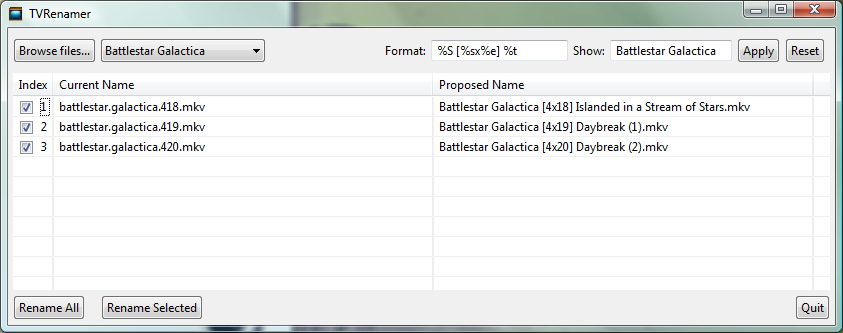 TVRenamer
Browse files... Battlestar Galactica Format: %S [%sx%e] %t Show: Battlestar Galactica Apply Reset
Index Current Name Proposed Name
1 battlestar.galactica.418.mkv Battlestar Galactica [4x18] Islanded in a Stream of Stars.mkv
2 battlestar.galactica.419.mkv Battlestar Galactica [4x19] Daybreak (1).mkv
3 battlestar.galactica.420.mkv Battlestar Galactica [4x20] Daybreak (2).mkv
Rename All Rename Selected Quit